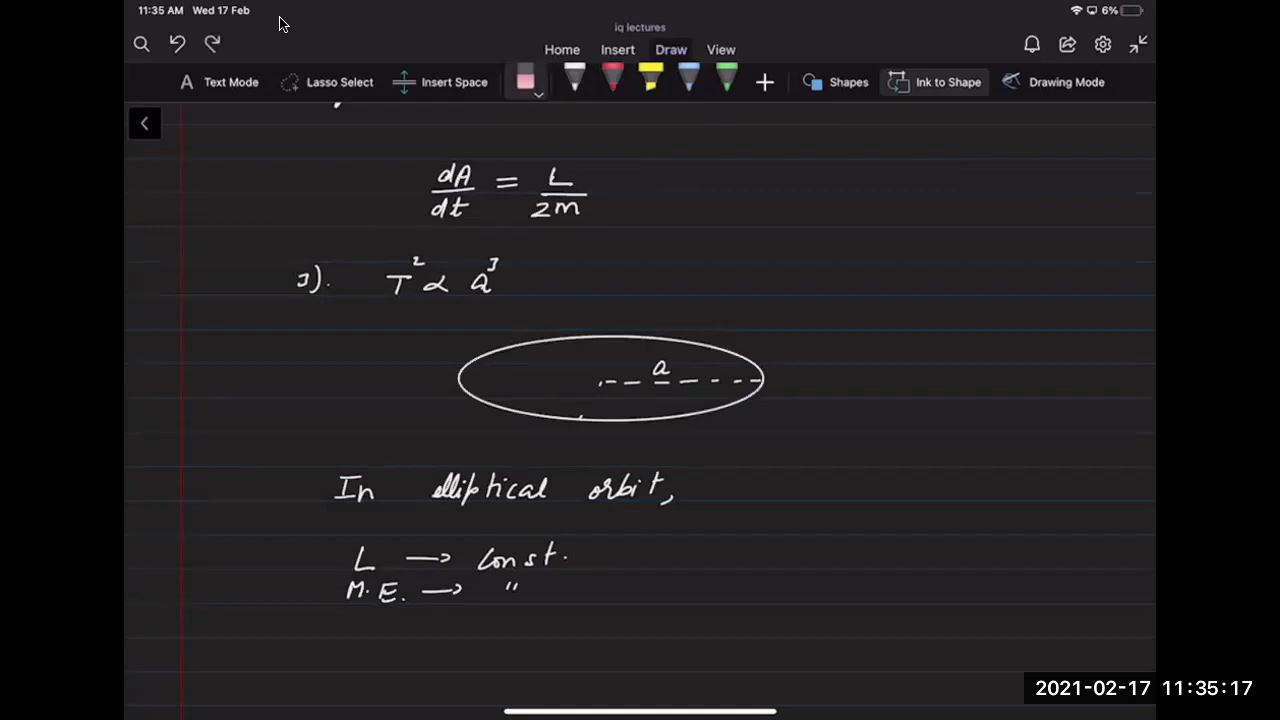 11:35 AM Wed 17 Feb
6%
iq lectures
Home Insert Draw View
Text Mode Lasso Select Insert Space Shapes Ink to Shape Drawing Mode
dA/dt = L/2m
3). T² ∝ a³
a
In elliptical orbit,
L → Const.
M.E. → "
2021-02-17 11:35:17